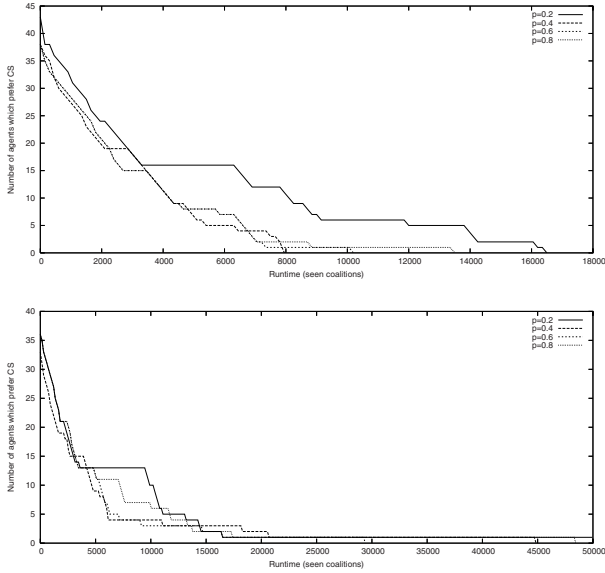 45
40
35
30
25
20
15
10
5
0
Number of agents which prefer CS
p=0.2
p=0.4
p=0.6
p=0.8
0 2000 4000 6000 8000 10000 12000 14000 16000 18000
Runtime (seen coalitions)
40
35
30
25
20
15
10
5
0
Number of agents which prefer CS
p=0.2
p=0.4
p=0.6
p=0.8
0 5000 10000 15000 20000 25000 30000 35000 40000 45000 50000
Runtime (seen coalitions)